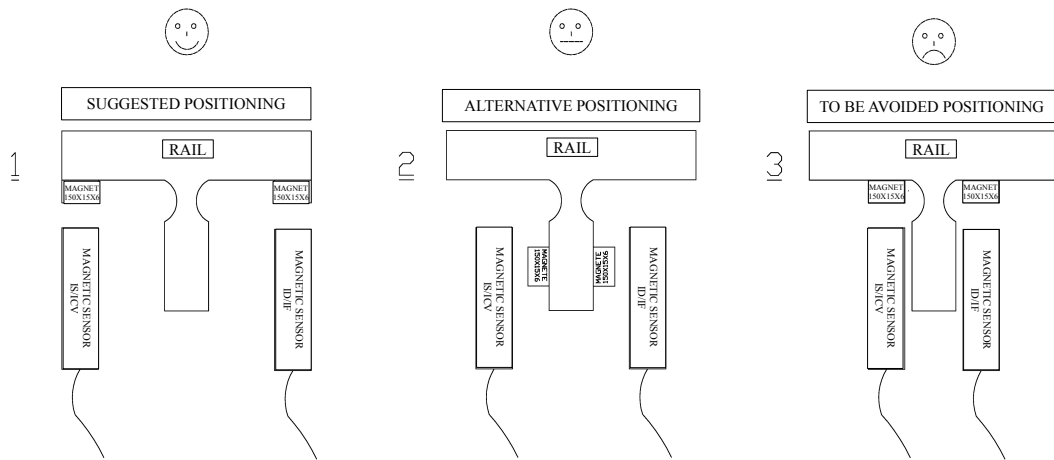 SUGGESTED POSITIONING
1
RAIL
MAGNET
150X15X6
MAGNET
150X15X6
MAGNETIC SENSOR
IS/ICV
MAGNETIC SENSOR
ID/IF
ALTERNATIVE POSITIONING
2
RAIL
MAGNETE
150X15X6
MAGNETE
150X15X6
MAGNETIC SENSOR
IS/ICV
MAGNETIC SENSOR
ID/IF
TO BE AVOIDED POSITIONING
3
RAIL
MAGNET
150X15X6
MAGNET
150X15X6
MAGNETIC SENSOR
IS/ICV
MAGNETIC SENSOR
ID/IF